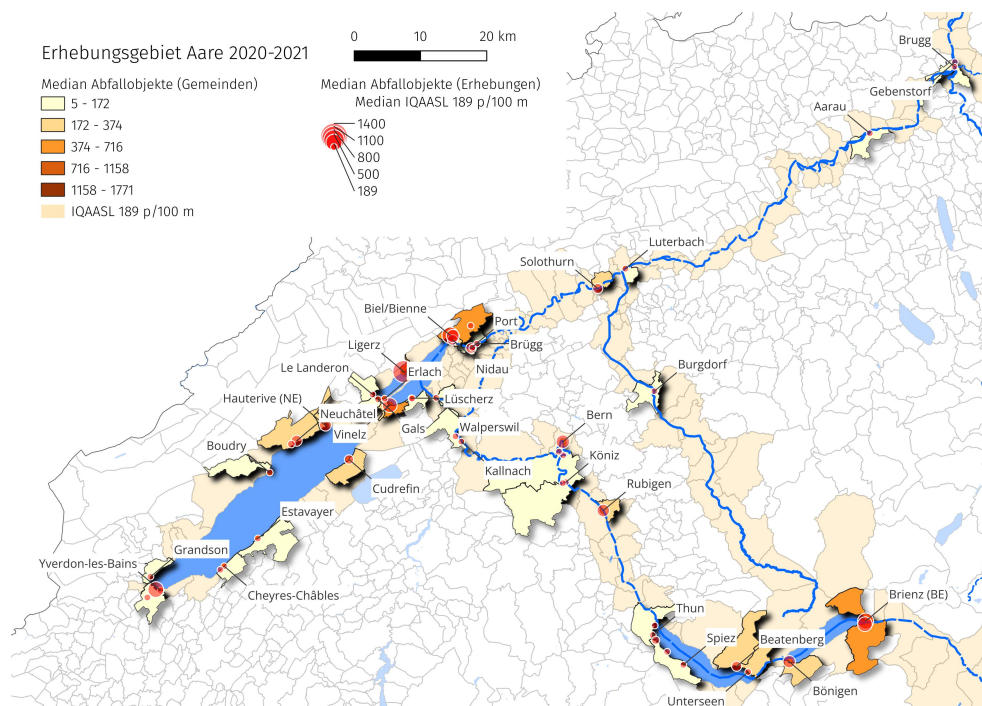 Erhebungsgebiet Aare 2020-2021
0 10 20 km
Median Abfallobjekte (Gemeinden)
5 - 172
172 - 374
374 - 716
716 - 1158
1158 - 1771
IQAASL 189 p/100 m
Median Abfallobjekte (Erhebungen)
Median IQAASL 189 p/100 m
1400
1100
800
500
189
Brugg
Gebenstorf
Aarau
Luterbach
Solothurn
Biel/Bienne
Port
Brügg
Ligerz
Nidau
Le Landeron
Erlach
Burgdorf
Hauterive (NE)
Lüscherz
Neuchâtel
Bern
Gals
Walperswil
Vinelz
Boudry
Köniz
Kallnach
Cudrefin
Rubigen
Estavayer
Grandson
Yverdon-les-Bains
Cheyres-Châbles
Brienz (BE)
Thun
Spiez
Beatenberg
Bönigen
Unterseen